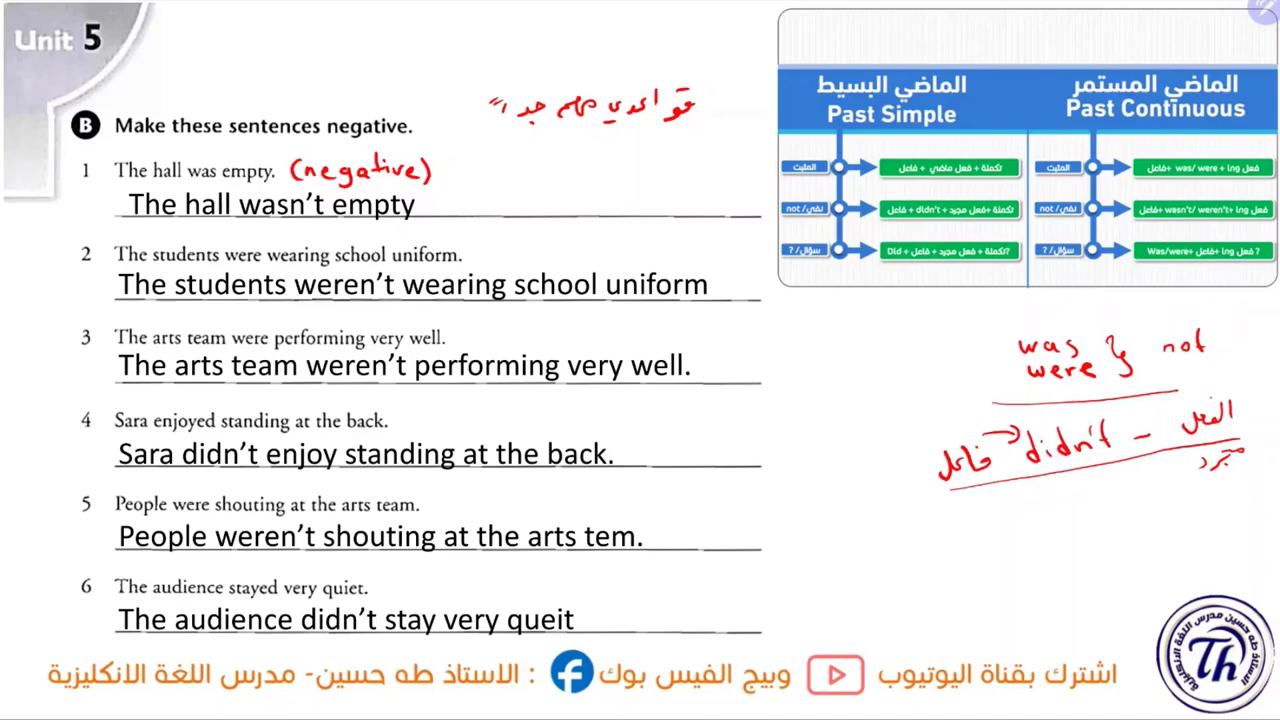 Unit 5
قواعدي مهم جداً
B Make these sentences negative.
1 The hall was empty. (negative)
The hall wasn't empty
2 The students were wearing school uniform.
The students weren't wearing school uniform
3 The arts team were performing very well.
The arts team weren't performing very well.
4 Sara enjoyed standing at the back.
Sara didn't enjoy standing at the back.
5 People were shouting at the arts team.
People weren't shouting at the arts tem.
6 The audience stayed very quiet.
The audience didn't stay very queit
الماضي البسيط
Past Simple
المثبت
فاعل + فعل ماضي + تكملة
نفي/not
فاعل + didn't + فعل مجرد +تكملة
سؤال/?
Did + فاعل + فعل مجرد + تكملة?
الماضي المستمر
Past Continuous
المثبت
فاعل+ was/ were + ing فعل
نفي/not
فاعل+ wasn't/ weren't+ ing فعل
سؤال/?
Was/were+ فاعل+ ing فعل ?
was
were
not
فاعل → didn't – الفعل
مجرد
اشترك بقناة اليوتيوب وبيج الفيس بوك : الاستاذ طه حسين- مدرس اللغة الانكليزية
الاستاذ طه حسين مدرس اللغة الانكليزية
Th